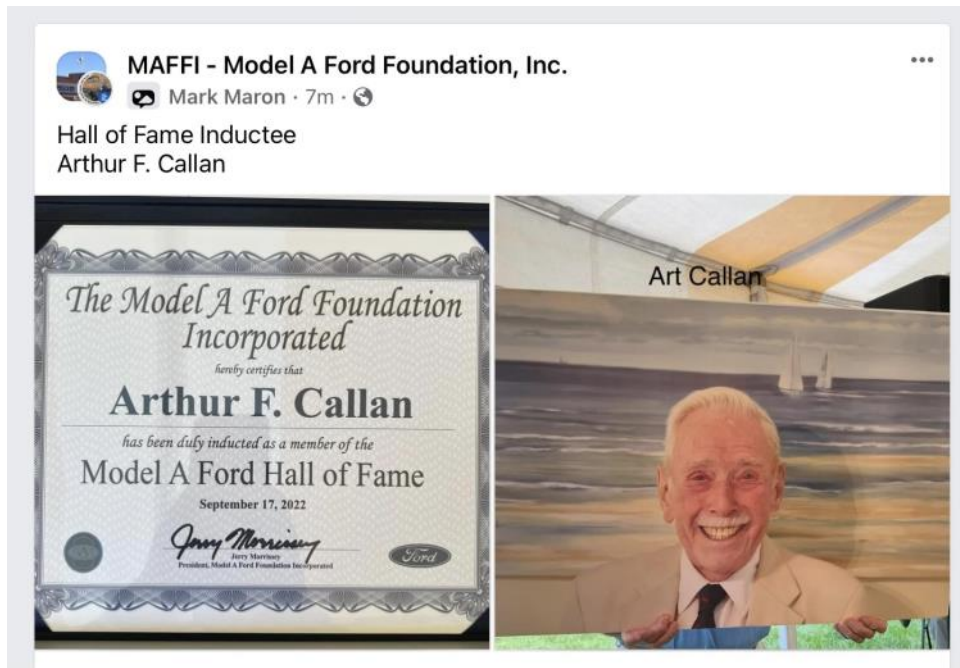 MAFFI - Model A Ford Foundation, Inc.
Mark Maron · 7m ·
Hall of Fame Inductee
Arthur F. Callan
The Model A Ford Foundation
Incorporated
hereby certifies that
Arthur F. Callan
has been duly inducted as a member of the
Model A Ford Hall of Fame
September 17, 2022
Jerry Morrissey
Jerry Morrissey
President, Model A Ford Foundation Incorporated
Ford
Art Callan